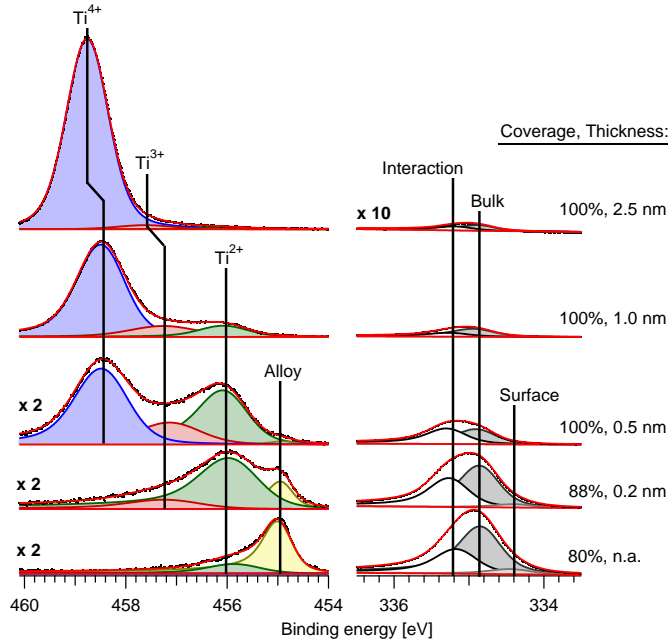 Ti4+
Ti3+
Coverage, Thickness:
Interaction
Bulk
x 10
100%, 2.5 nm
Ti2+
100%, 1.0 nm
Alloy
Surface
x 2
100%, 0.5 nm
x 2
88%, 0.2 nm
x 2
80%, n.a.
460 458 456 454 336 334
Binding energy [eV]